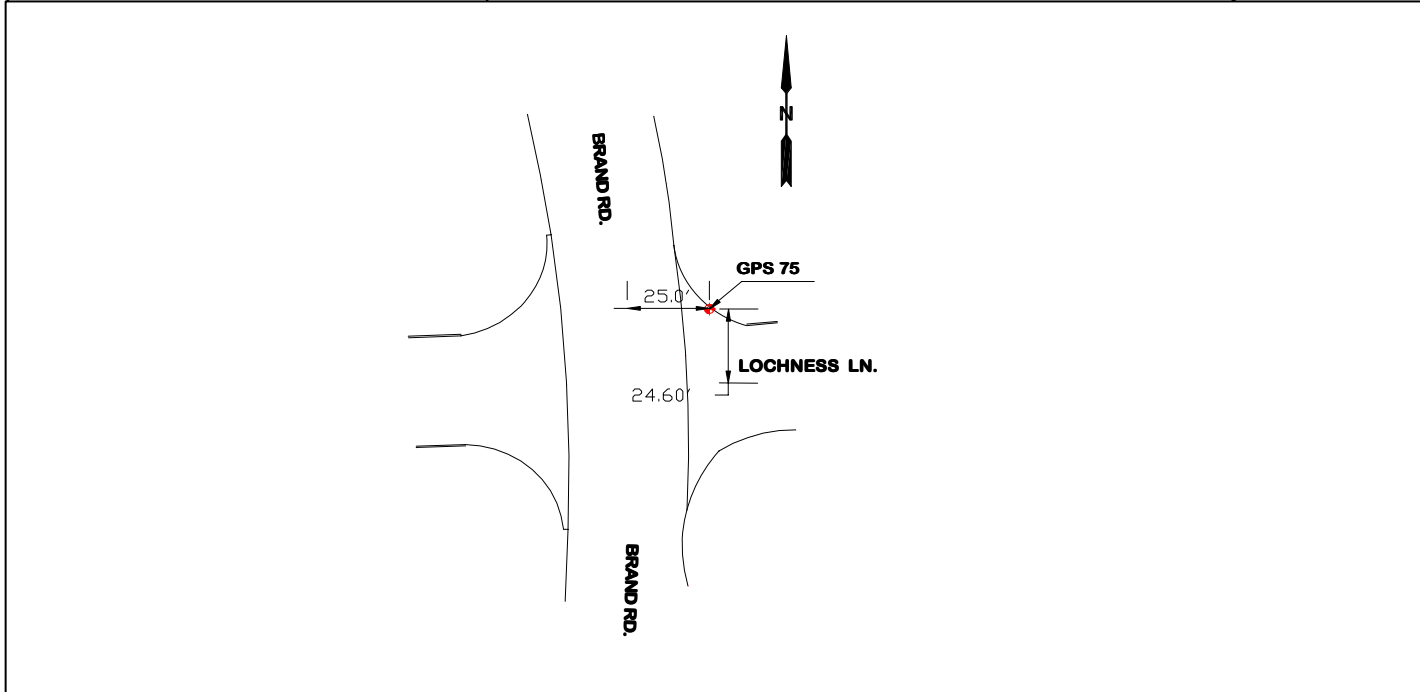 N
BRAND RD.
GPS 75
25.0'
LOCHNESS LN.
24.60'
BRAND RD.